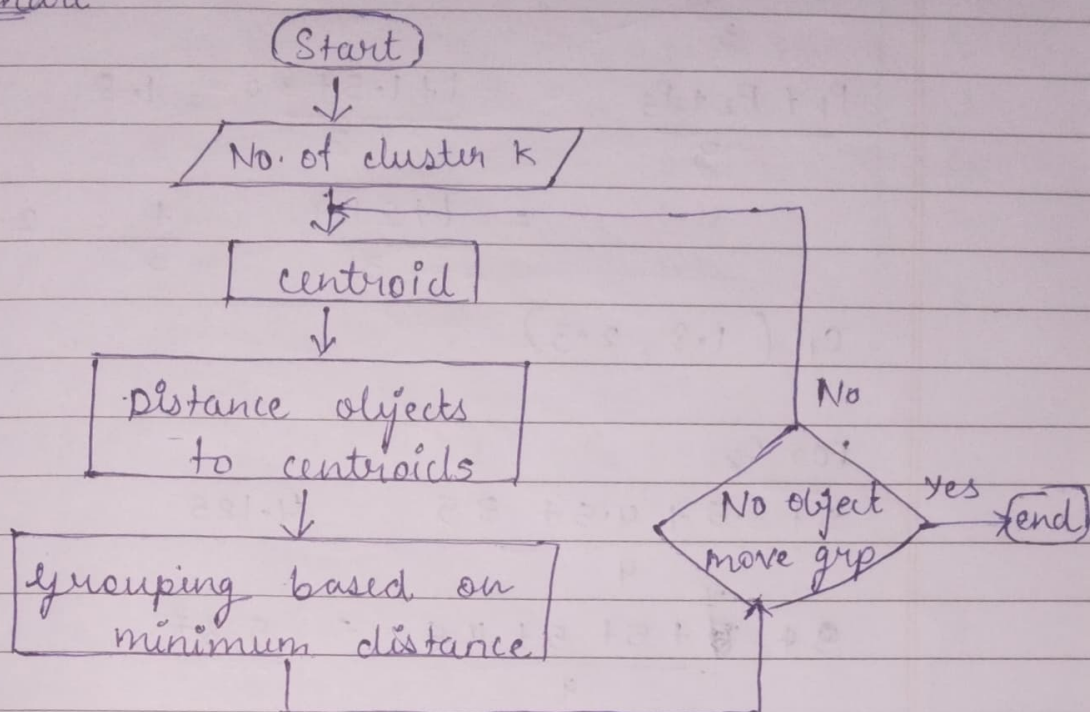 Start
No. of cluster K
centroid
Distance objects
to centroids
Grouping based on
minimum distance
No
No object
move grp
yes
end